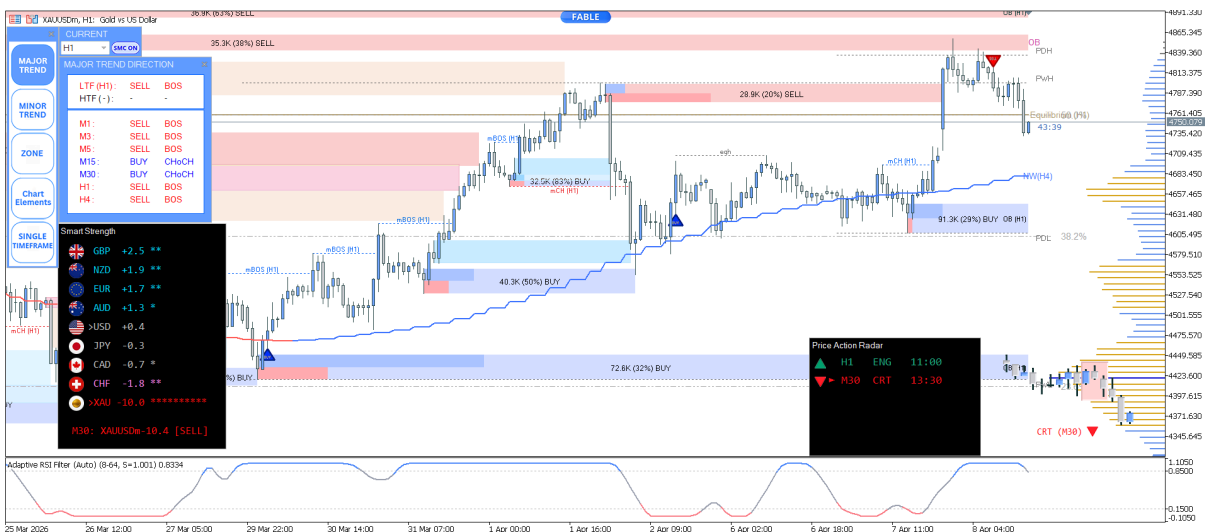 36.9K (63%) SELL
OB (H1)
XAUUSDm, H1: Gold vs US Dollar
FABLE
4891.330
CURRENT
H1
SMC ON
35.3K (38%) SELL
OB
PDH
4865.345
4839.360
4813.375
4787.390
4761.405
4750.079
4735.420
4709.435
4683.450
4657.465
4631.480
4605.495
4579.510
4553.525
4527.540
4501.555
4475.570
4449.585
4423.600
4397.615
4371.630
4345.645
MAJOR TREND DIRECTION
LTF (H1): SELL BOS
HTF (-): - -
M1: SELL BOS
M3: SELL BOS
M5: SELL BOS
M15: BUY CHoCH
M30: BUY CHoCH
H1: SELL BOS
H4: SELL BOS
MAJOR
TREND
MINOR
TREND
ZONE
Chart
Elements
SINGLE
TIMEFRAME
PWH
28.9K (20%) SELL
Equilibrium
43:39
mBOS (H1)
eqh
mCH (H1)
32.5K (83%) BUY
mCH (H1)
(H4)
91.3K (29%) BUY
OB (H1)
mBOS (H1)
PDL
38.2%
mBOS (H1)
mBOS (H1)
40.3K (50%) BUY
mCH (H1)
72.6K (32%) BUY
%) BUY
Smart Strength
GBP +2.5 **
NZD +1.9 **
EUR +1.7 **
AUD +1.3 *
>USD +0.4
JPY -0.3
CAD -0.7 *
CHF -1.8 **
>XAU -10.0 **********
M30: XAUUSDm-10.4 [SELL]
Price Action Radar
H1 ENG 11:00
M30 CRT 13:30
CRT (M30)
Adaptive RSI Filter (Auto) (8-64, S=1.001) 0.8334
1.1050
0.8500
0.1500
-0.1050
25 Mar 2026
26 Mar 12:00
27 Mar 05:00
29 Mar 22:00
30 Mar 14:00
31 Mar 07:00
1 Apr 00:00
1 Apr 16:00
2 Apr 09:00
6 Apr 02:00
6 Apr 18:00
7 Apr 11:00
8 Apr 04:00